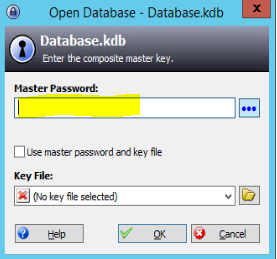 Open Database - Database.kdb
x
Database.kdb
Enter the composite master key.
Master Password:
Use master password and key file
Key File:
(No key file selected)
Help OK Cancel